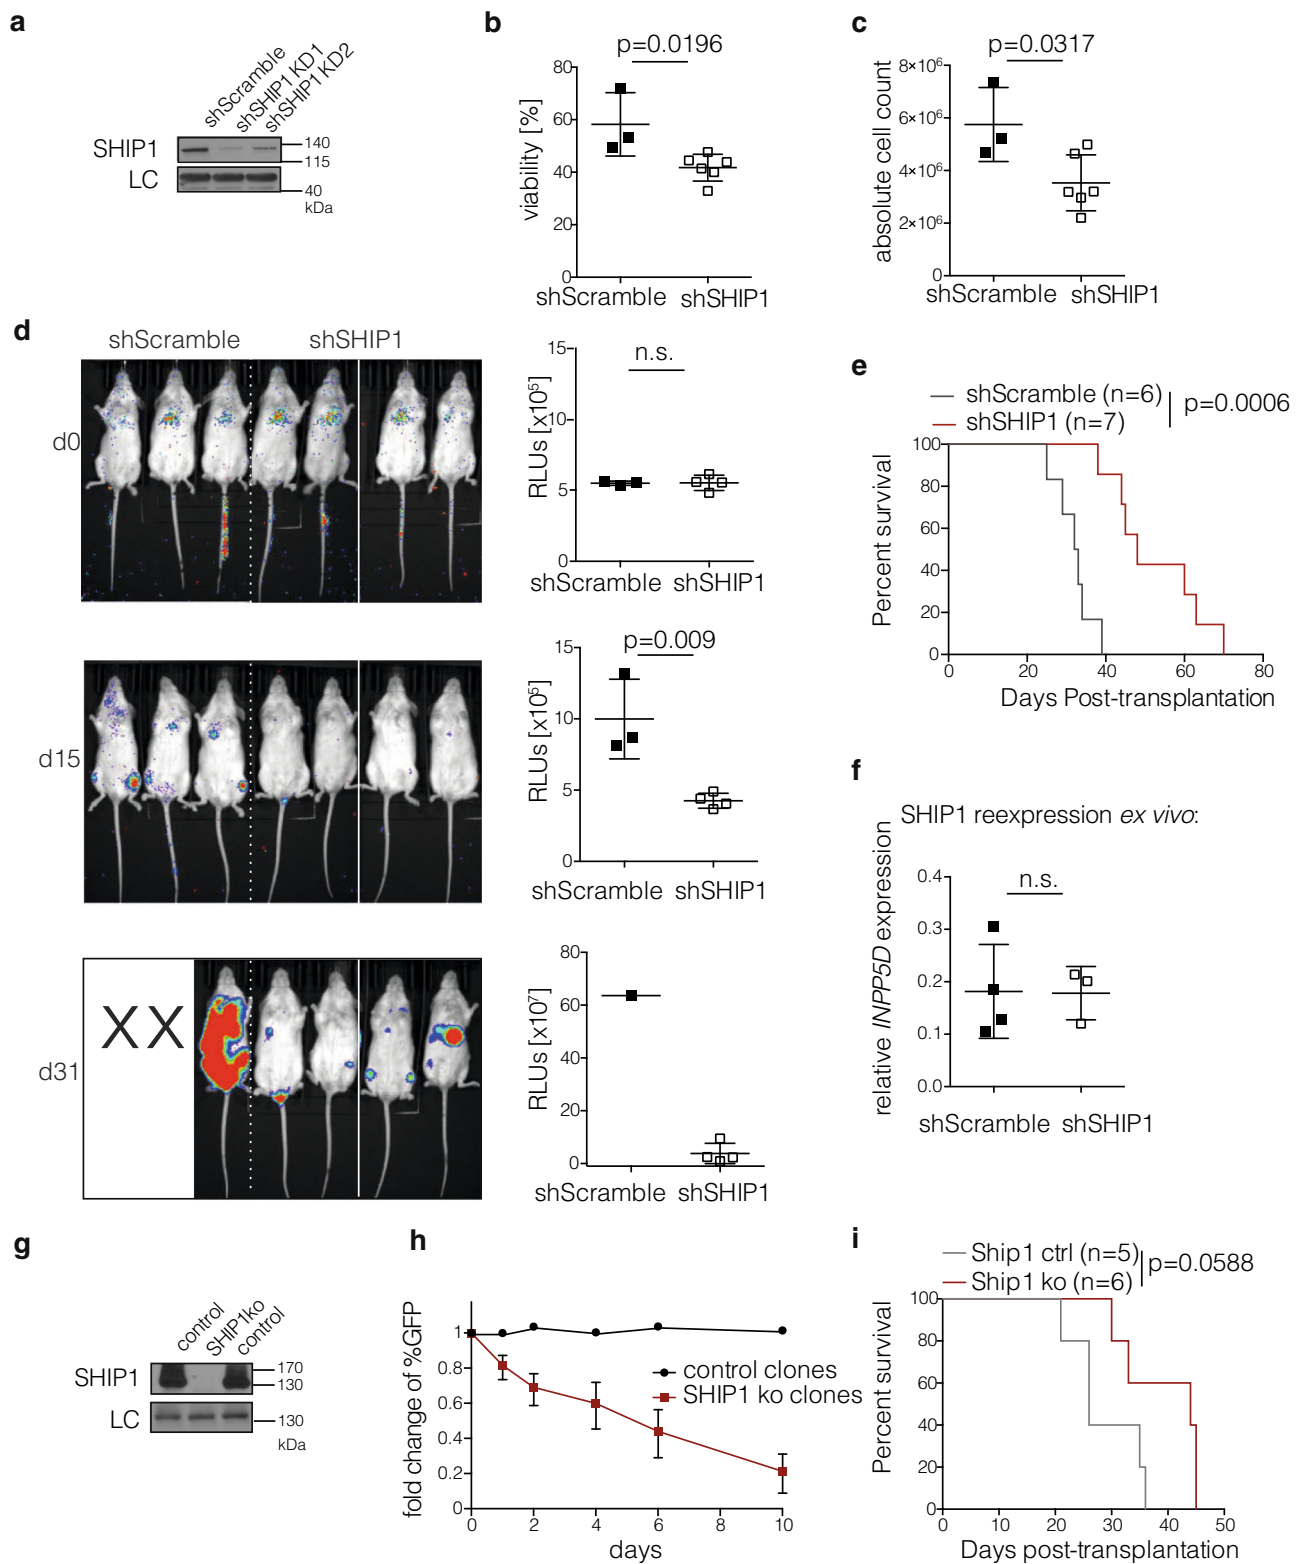 a
shScramble
shSHIP1 KD1
shSHIP1 KD2
SHIP1
LC
140
115
40
kDa
b
p=0.0196
viability [%]
80
60
40
20
0
shScramble shSHIP1
c
p=0.0317
absolute cell count
8×10⁶
6×10⁶
4×10⁶
2×10⁶
0
shScramble shSHIP1
d
shScramble shSHIP1
d0
RLUs [x10⁵]
15
10
5
0
n.s.
shScramble shSHIP1
d15
RLUs [x10⁵]
15
10
5
0
p=0.009
shScramble shSHIP1
d31
XX
RLUs [x10⁷]
80
60
40
20
0
shScramble shSHIP1
e
shScramble (n=6)
shSHIP1 (n=7)
p=0.0006
Percent survival
100
80
60
40
20
0
0 20 40 60 80
Days Post-transplantation
f
SHIP1 reexpression ex vivo:
relative INPP5D expression
0.4
0.3
0.2
0.1
0.0
n.s.
shScramble shSHIP1
g
control
SHIP1ko
control
SHIP1
LC
170
130
130
kDa
h
fold change of %GFP
1
0.8
0.6
0.4
0.2
0
control clones
SHIP1 ko clones
0 2 4 6 8 10
days
i
Ship1 ctrl (n=5)
Ship1 ko (n=6)
p=0.0588
Percent survival
100
80
60
40
20
0
0 10 20 30 40 50
Days post-transplantation